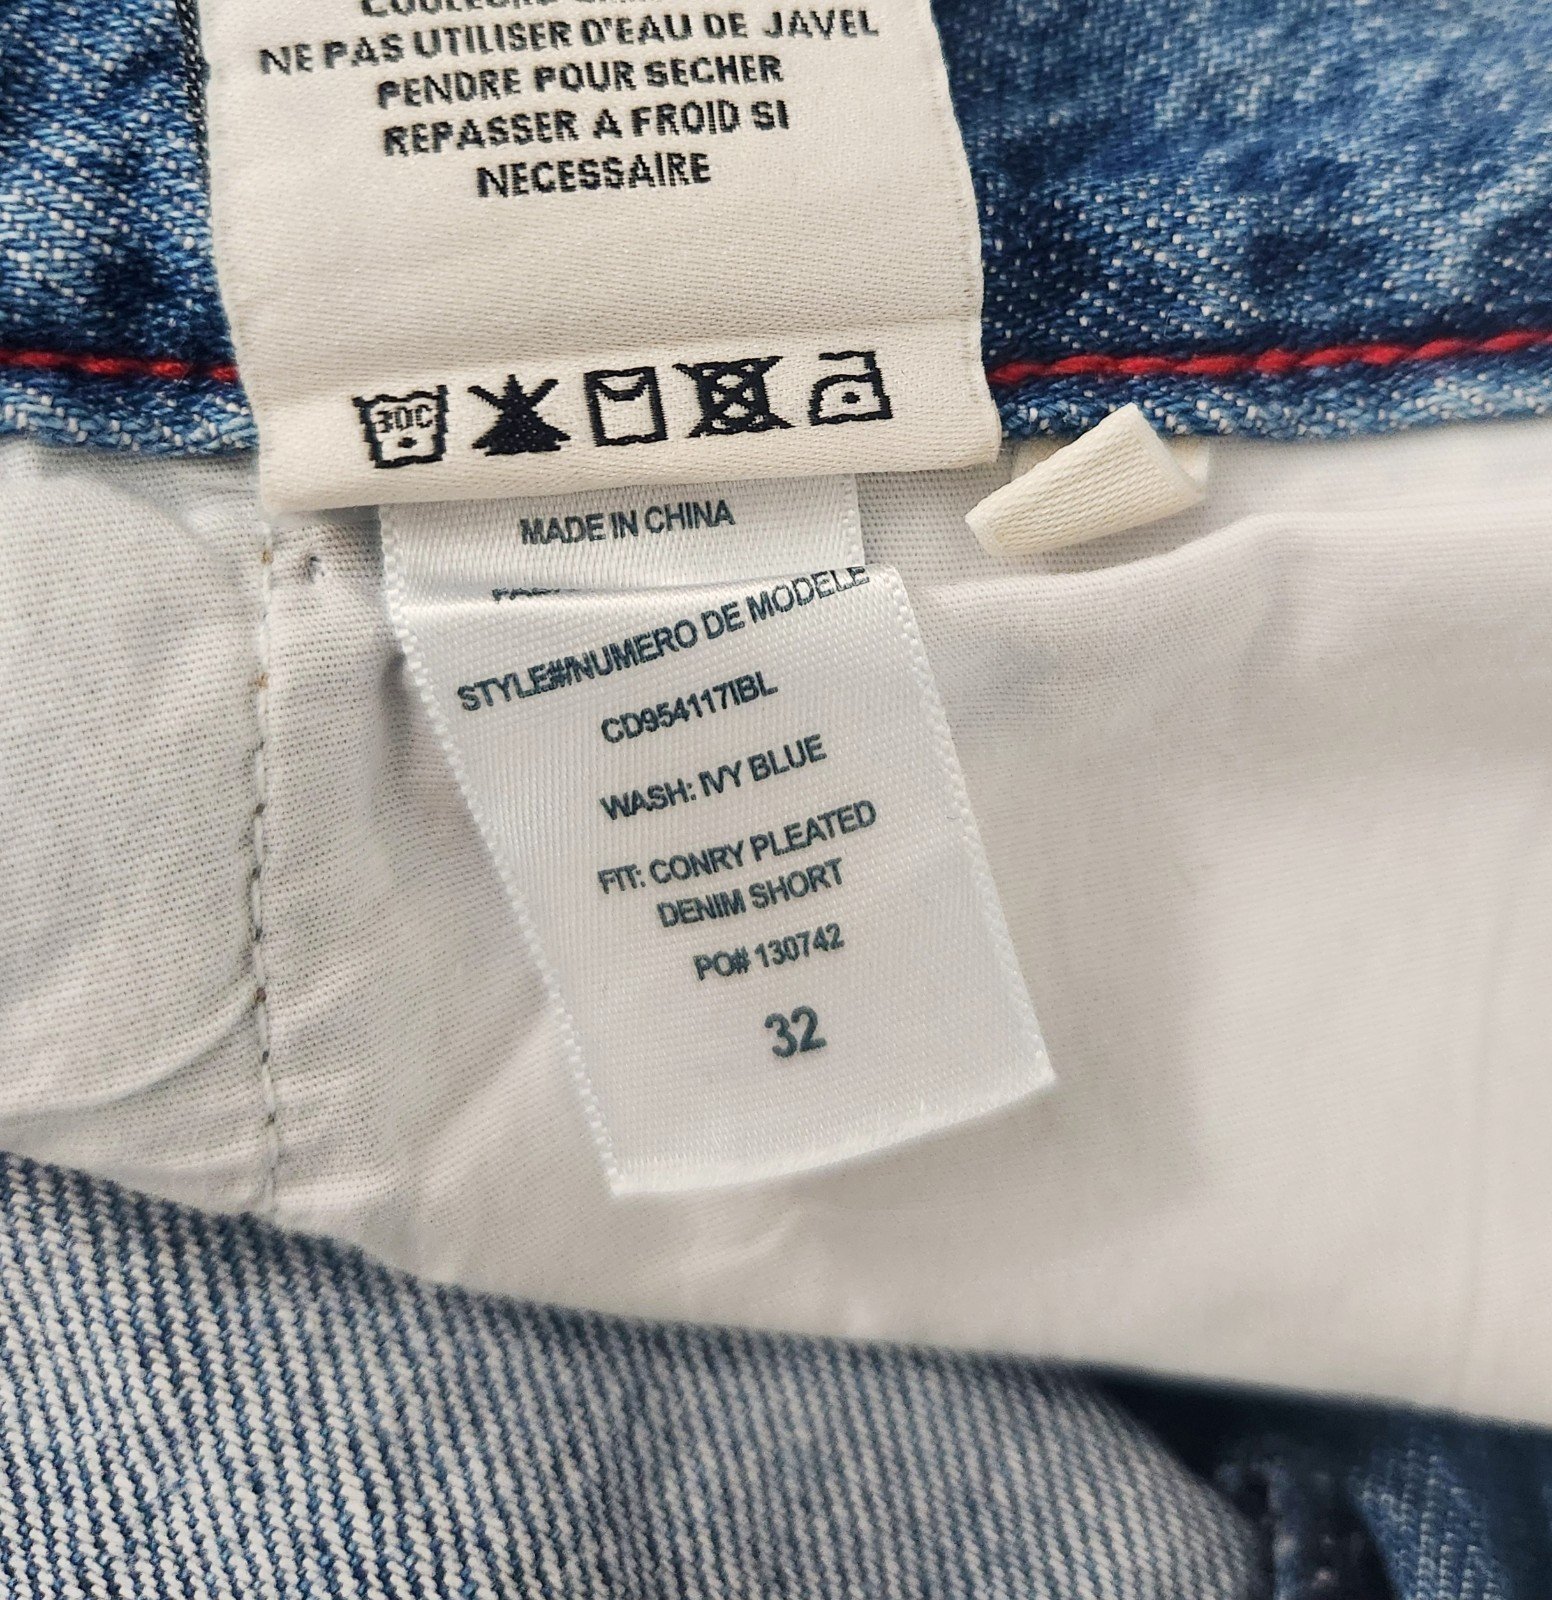 NE PAS UTILISER D'EAU DE JAVEL
PENDRE POUR SECHER
REPASSER A FROID SI
NECESSAIRE
30C
MADE IN CHINA
STYLE#/NUMERO DE MODELE
CD954117IBL
WASH: IVY BLUE
FIT: CONRY PLEATED
DENIM SHORT
PO# 130742
32